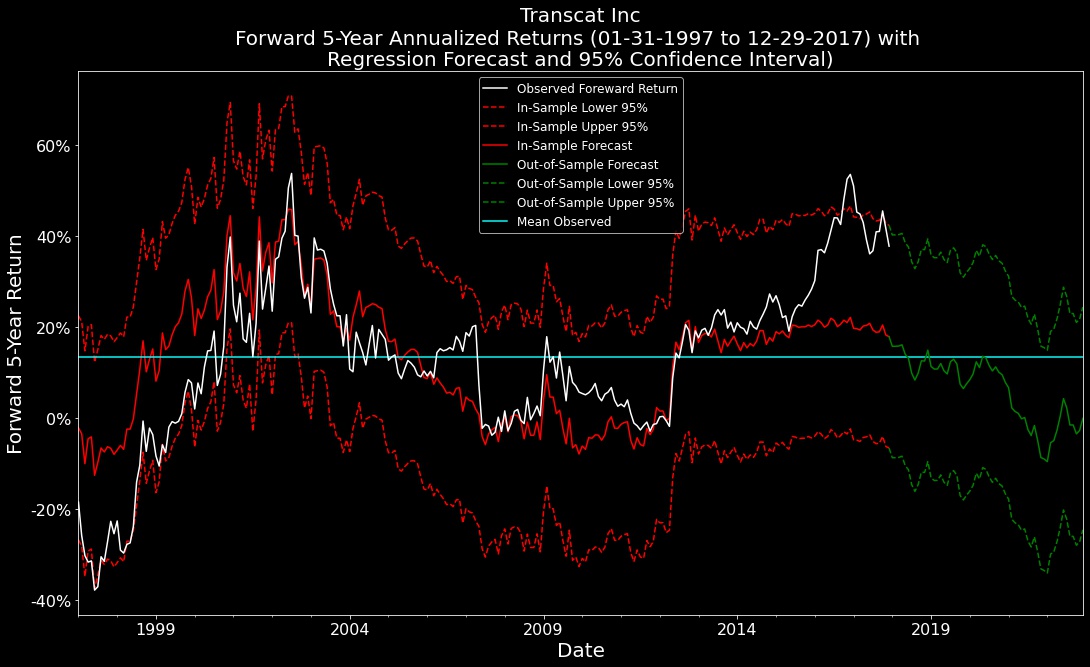 Transcat Inc
Forward 5-Year Annualized Returns (01-31-1997 to 12-29-2017) with
Regression Forecast and 95% Confidence Interval)
Observed Foreward Return
In-Sample Lower 95%
In-Sample Upper 95%
In-Sample Forecast
Out-of-Sample Forecast
Out-of-Sample Lower 95%
Out-of-Sample Upper 95%
Mean Observed
Forward 5-Year Return
60%
40%
20%
0%
-20%
-40%
1999
2004
2009
2014
2019
Date